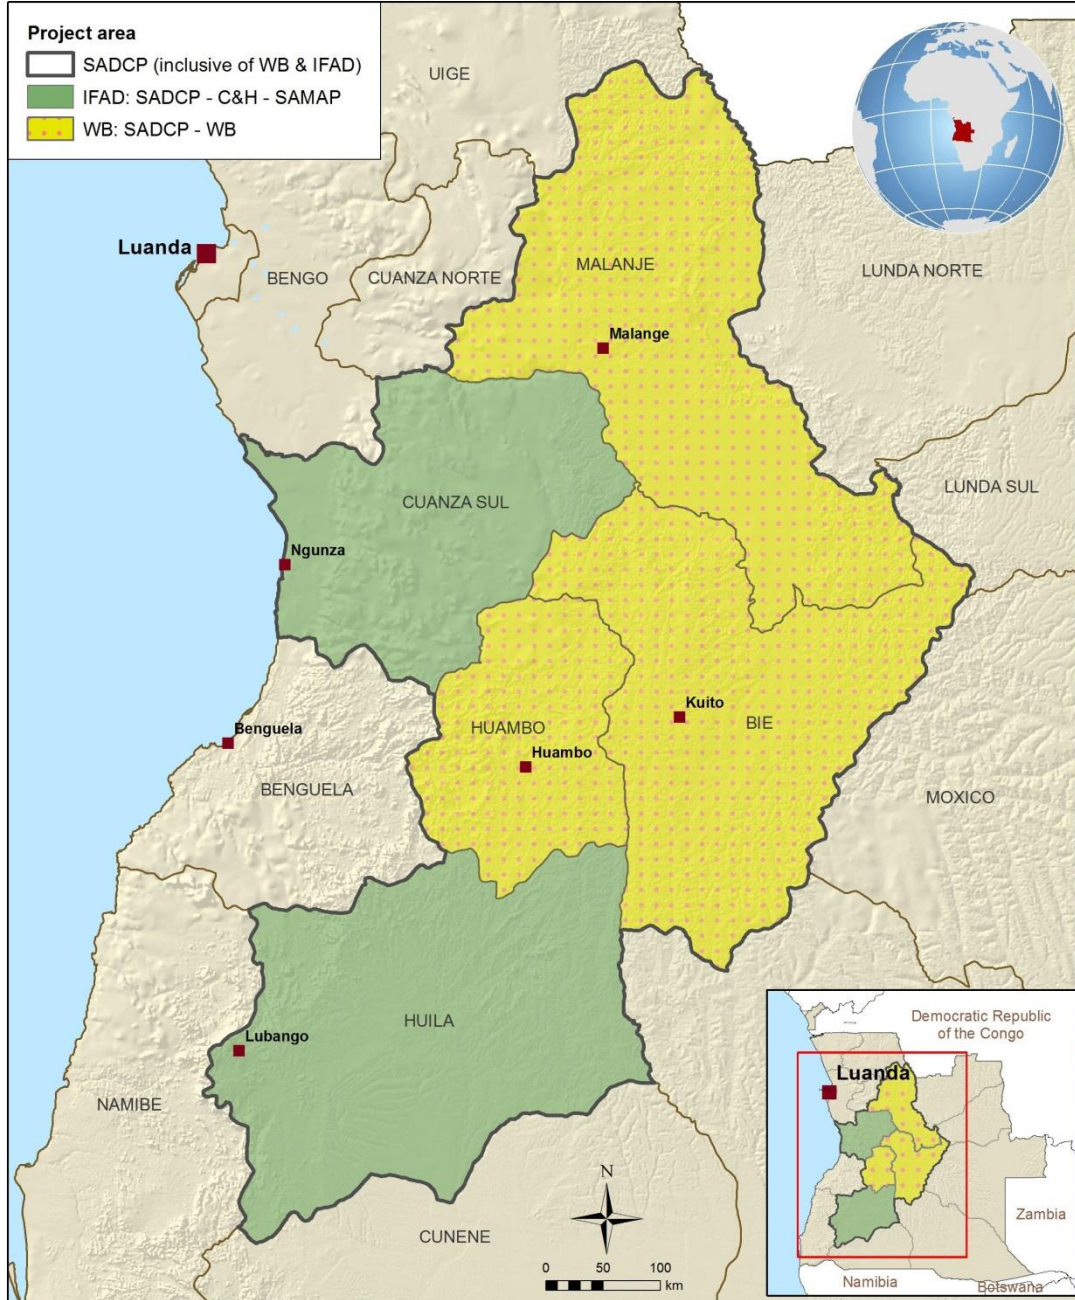 Project area
SADCP (inclusive of WB & IFAD)
IFAD: SADCP - C&H - SAMAP
WB: SADCP - WB
UIGE
Luanda
BENGO
CUANZA NORTE
MALANJE
LUNDA NORTE
Malange
CUANZA SUL
LUNDA SUL
Ngunza
Kuito
HUAMBO
BIE
Benguela
Huambo
BENGUELA
MOXICO
HUILA
Lubango
NAMIBE
CUNENE
N
0 50 100
km
Democratic Republic
of the Congo
Luanda
Zambia
Namibia
Botswana